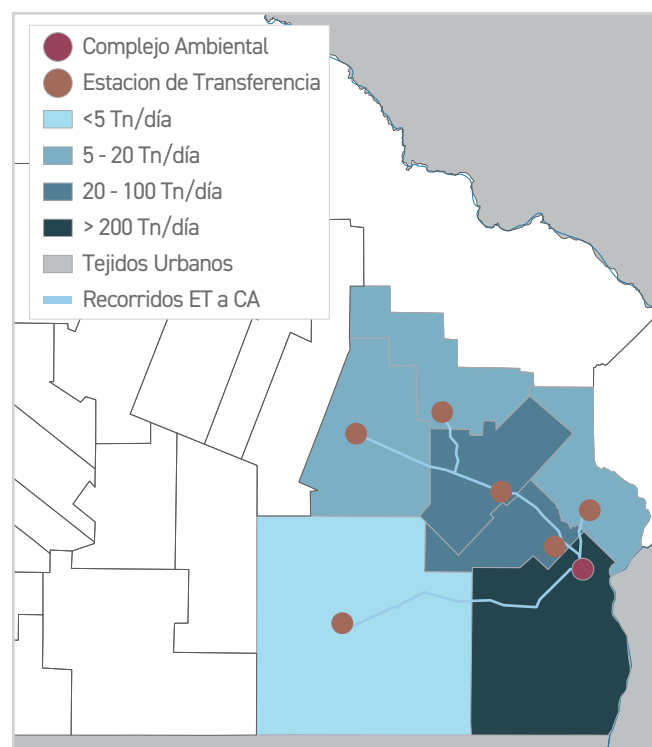 Complejo Ambiental
Estacion de Transferencia
<5 Tn/día
5 - 20 Tn/día
20 - 100 Tn/día
> 200 Tn/día
Tejidos Urbanos
Recorridos ET a CA